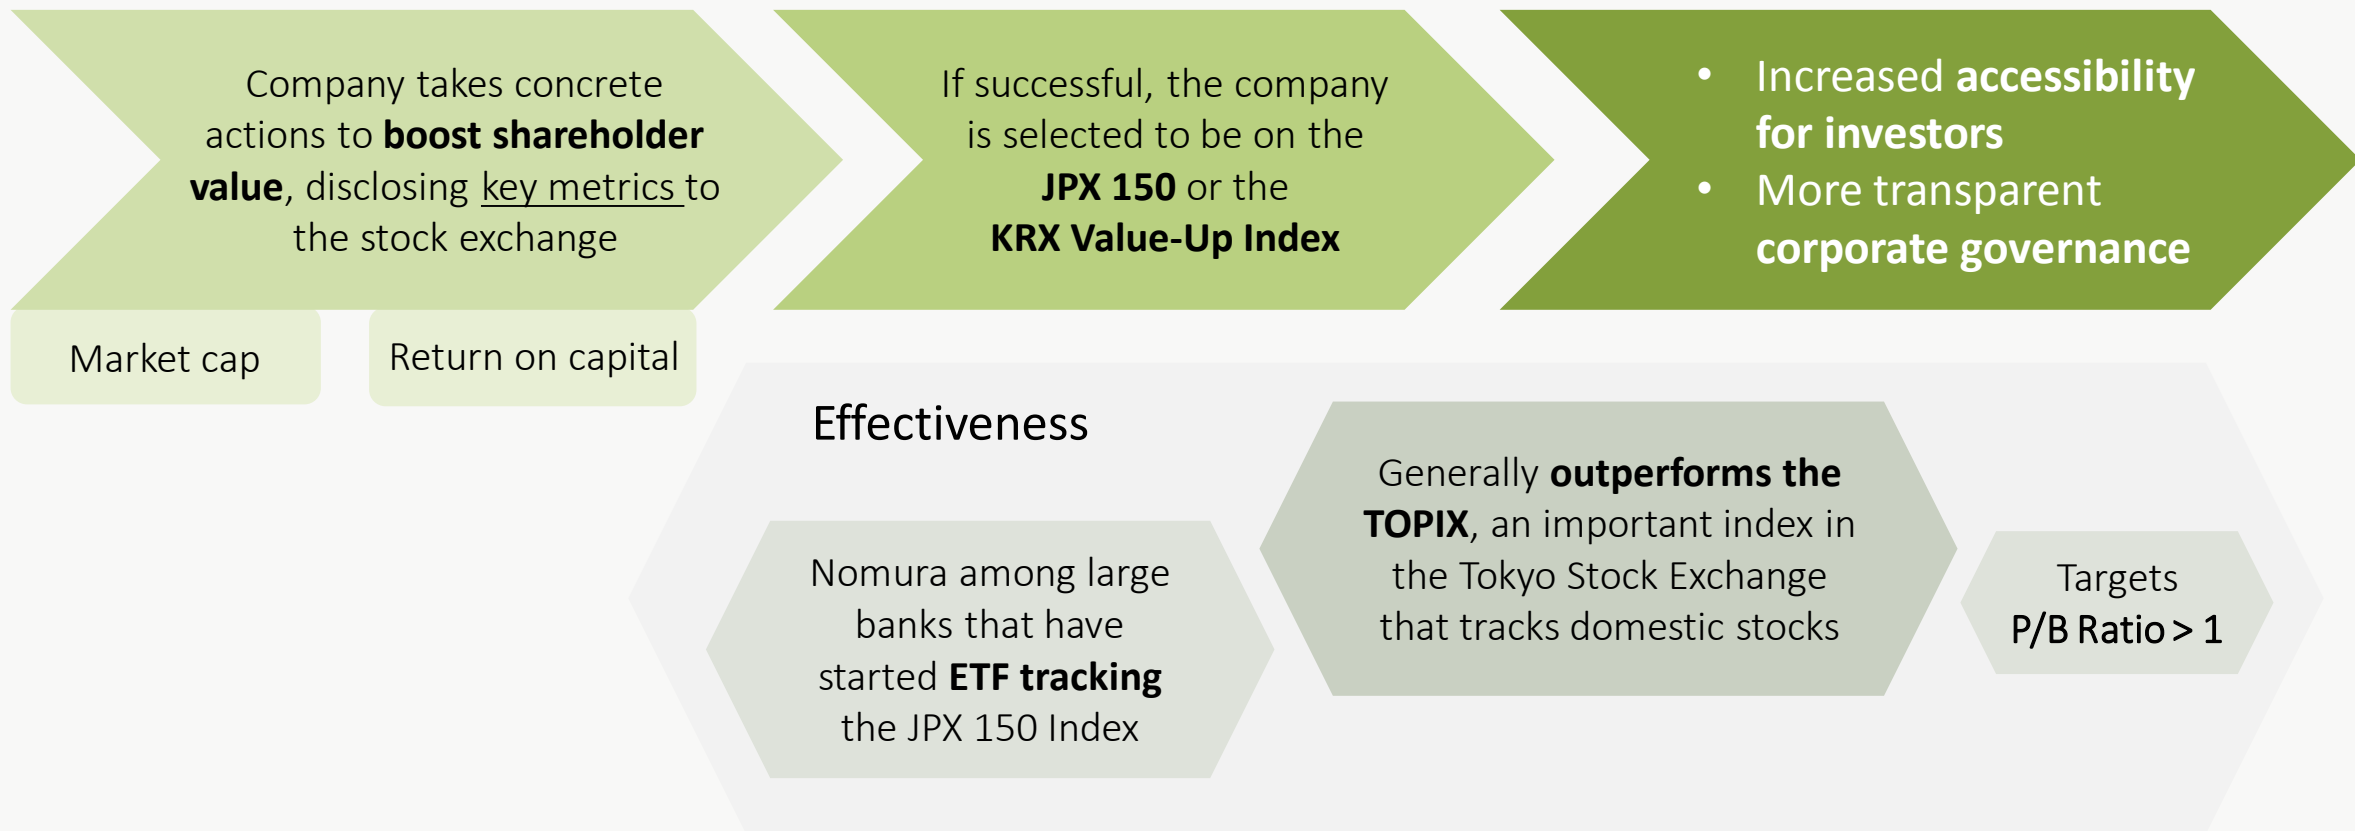 Company takes concrete
actions to boost shareholder
value, disclosing key metrics to
the stock exchange
If successful, the company
is selected to be on the
JPX 150 or the
KRX Value-Up Index
• Increased accessibility
for investors
• More transparent
corporate governance
Market cap
Return on capital
Effectiveness
Nomura among large
banks that have
started ETF tracking
the JPX 150 Index
Generally outperforms the
TOPIX, an important index in
the Tokyo Stock Exchange
that tracks domestic stocks
Targets
P/B Ratio > 1